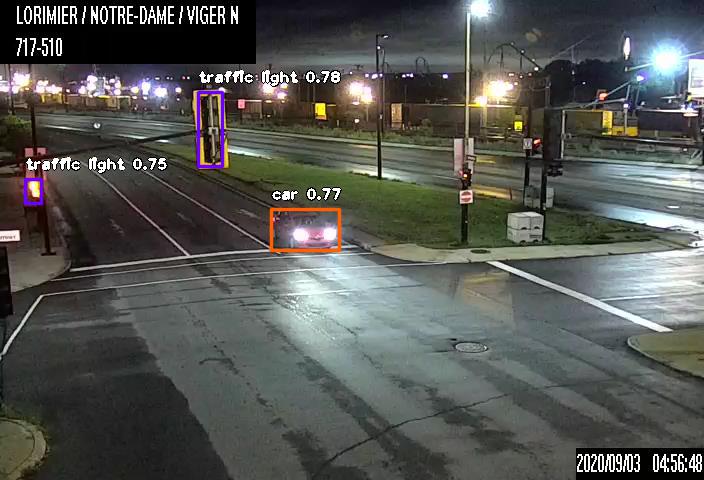 LORIMIER / NOTRE-DAME / VIGER N
717-510
traffic light 0.78
traffic light 0.75
car 0.77
2020/09/03 04:56:48